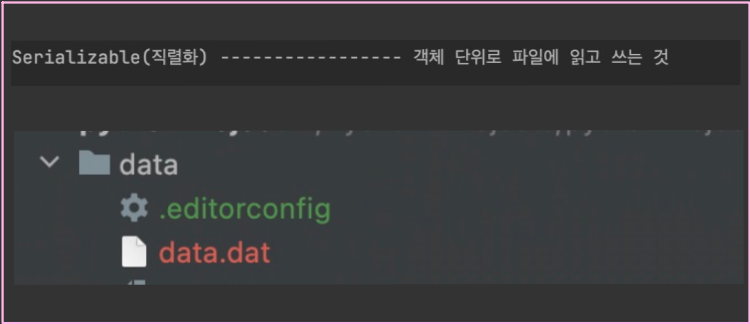 Serializable(직렬화) ----------------- 객체 단위로 파일에 읽고 쓰는 것
data
.editorconfig
data.dat